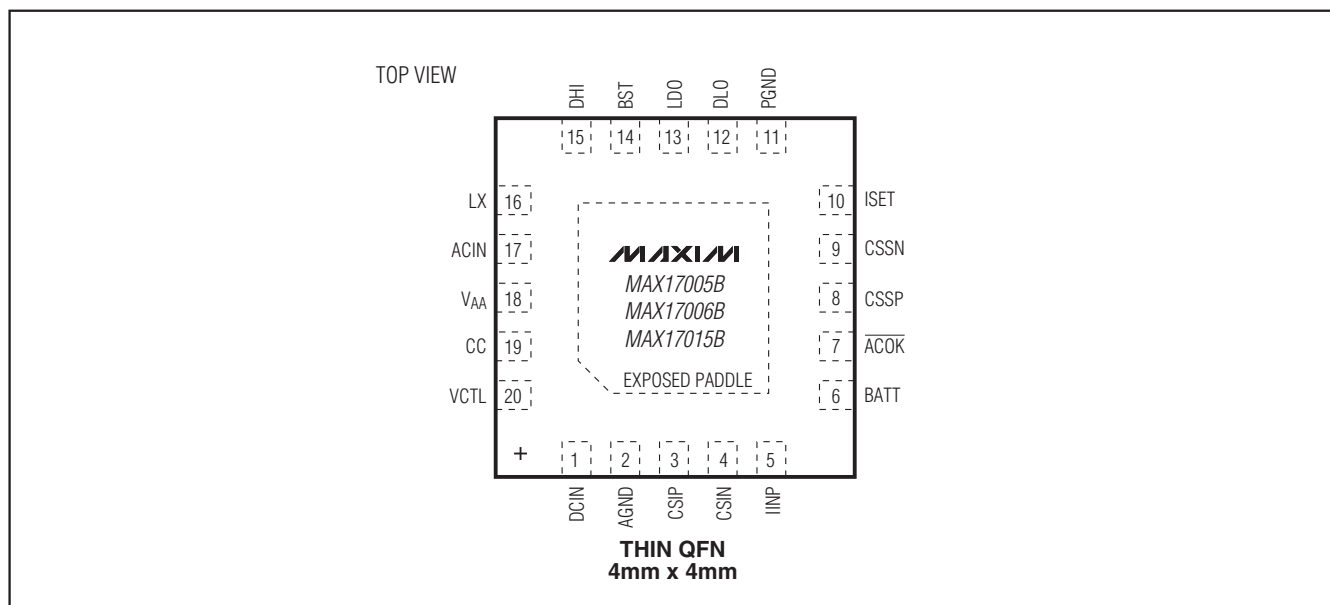 TOP VIEW
DHI
BST
LDO
DLO
PGND
15
14
13
12
11
LX
16
10
ISET
ACIN
17
9
CSSN
VAA
18
8
CSSP
CC
19
7
ACOK
VCTL
20
6
BATT
MAXIM
MAX17005B
MAX17006B
MAX17015B
EXPOSED PADDLE
+
1
2
3
4
5
DCIN
AGND
CSIP
CSIN
IINP
THIN QFN
4mm x 4mm